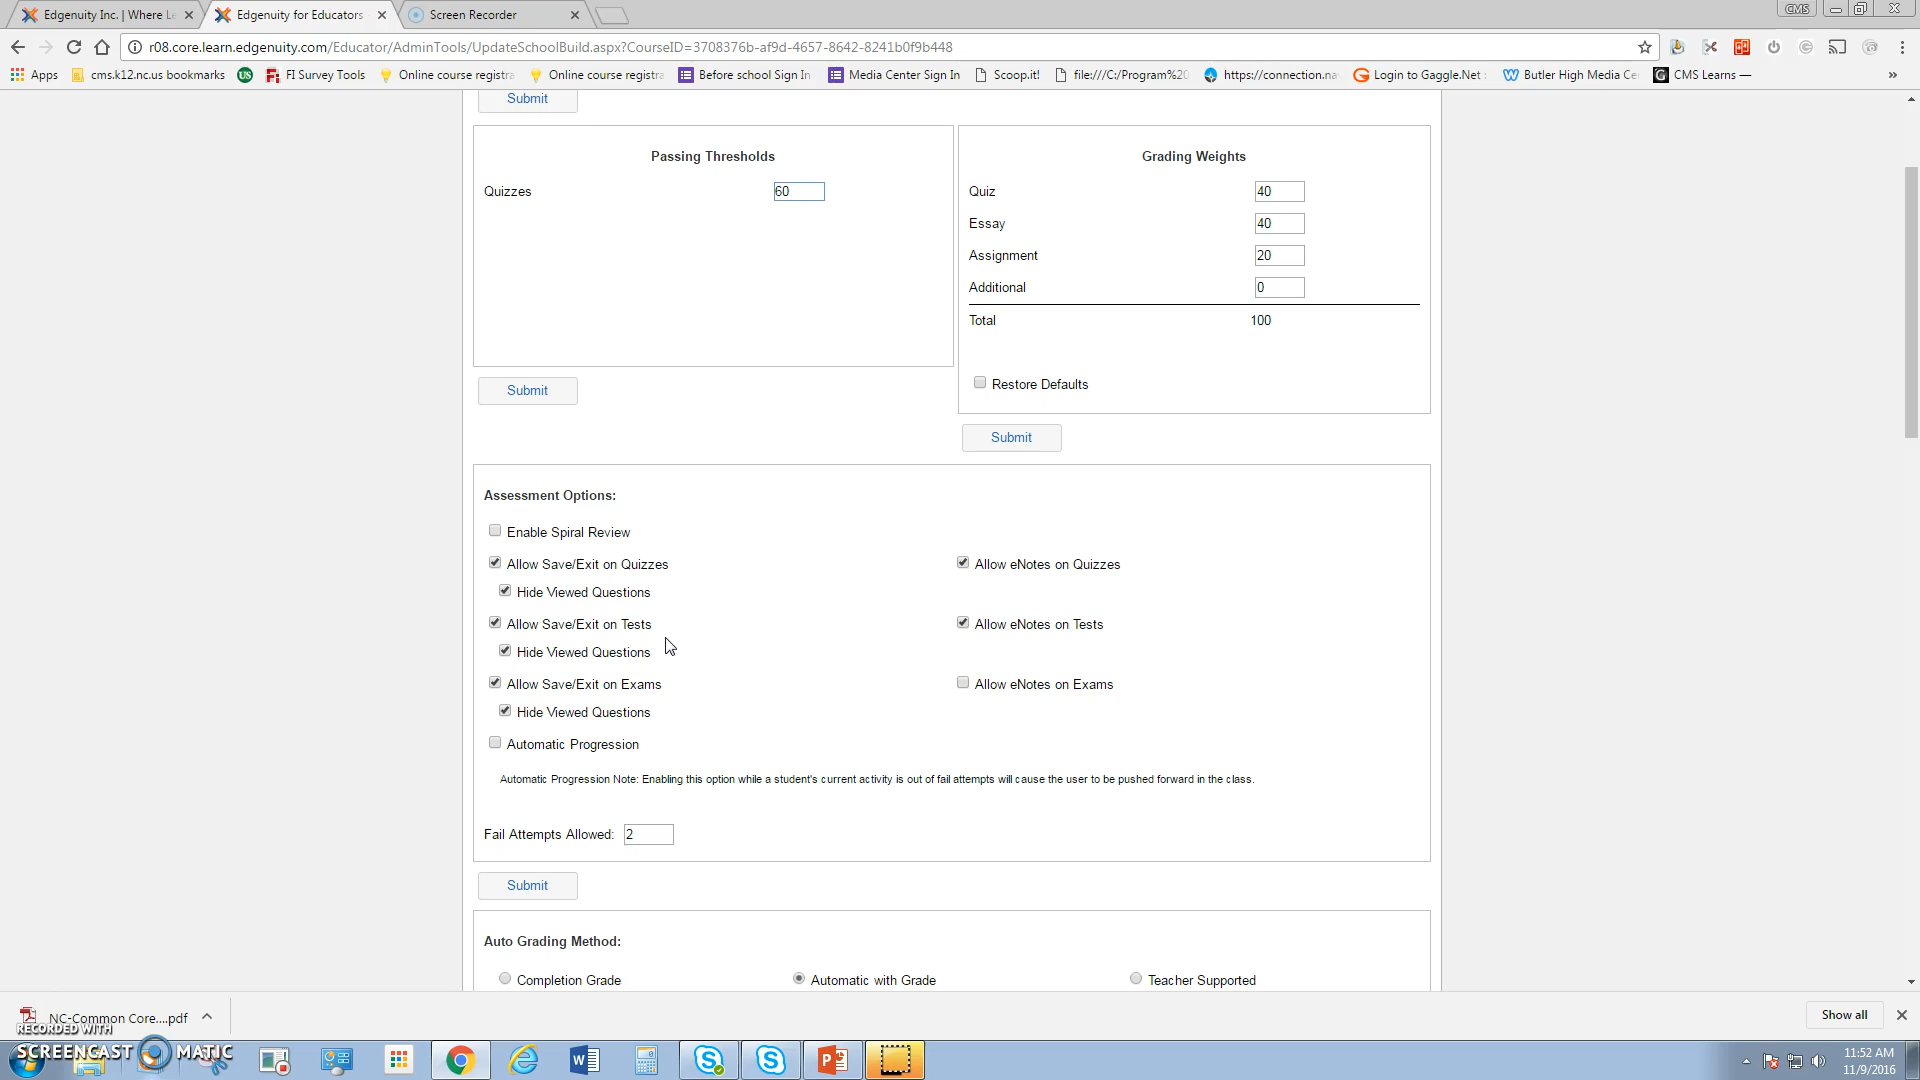 Edgenuity Inc. | Where Le
Edgenuity for Educators
Screen Recorder
CMS
r08.core.learn.edgenuity.com/Educator/AdminTools/UpdateSchoolBuild.aspx?CourseID=3708376b-af9d-4657-8642-8241b0f9b448
Apps
cms.k12.nc.us bookmarks
US
FI Survey Tools
Online course registra
Online course registra
Before school Sign In
Media Center Sign In
Scoop.it!
file:///C:/Program%20
https://connection.na
Login to Gaggle.Net :
Butler High Media Ce
CMS Learns —
»
Submit
Passing Thresholds
Quizzes 60
Submit
Grading Weights
Quiz 40
Essay 40
Assignment 20
Additional 0
Total 100
Restore Defaults
Submit
Assessment Options:
Enable Spiral Review
Allow Save/Exit on Quizzes
Allow eNotes on Quizzes
Hide Viewed Questions
Allow Save/Exit on Tests
Allow eNotes on Tests
Hide Viewed Questions
Allow Save/Exit on Exams
Allow eNotes on Exams
Hide Viewed Questions
Automatic Progression
Automatic Progression Note: Enabling this option while a student's current activity is out of fail attempts will cause the user to be pushed forward in the class.
Fail Attempts Allowed: 2
Submit
Auto Grading Method:
Completion Grade
Automatic with Grade
Teacher Supported
NC-Common Core....pdf
Show all
RECORDED WITH
SCREENCAST MATIC
11:52 AM
11/9/2016